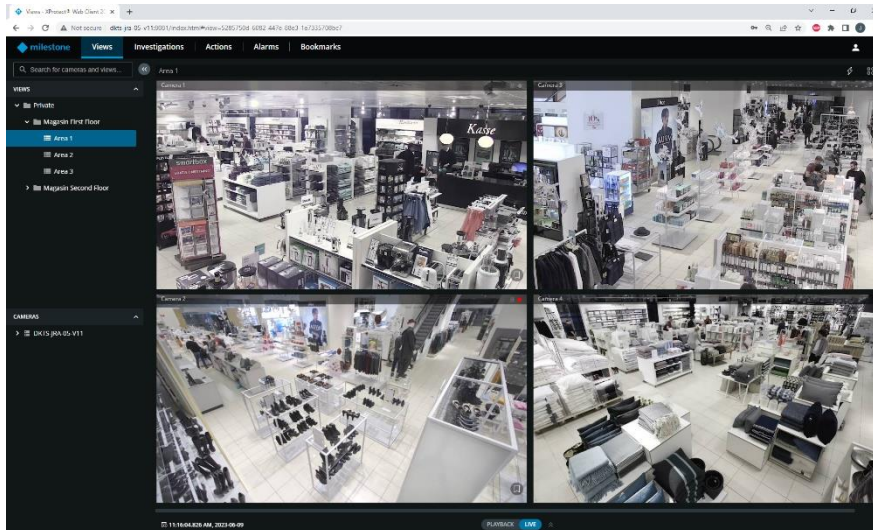 Views - XProtect® Web Client 2
Not secure
milestone
Views
Investigations
Actions
Alarms
Bookmarks
Search for cameras and views...
Area 1
VIEWS
Private
Magasin First Floor
Area 1
Area 2
Area 3
Magasin Second Floor
CAMERAS
DKTS-JRA-05-V11
Camera 1
Kasse
Camera 3
Camera 2
Camera 4
11:16:04.826 AM, 2023-06-09
PLAYBACK
LIVE